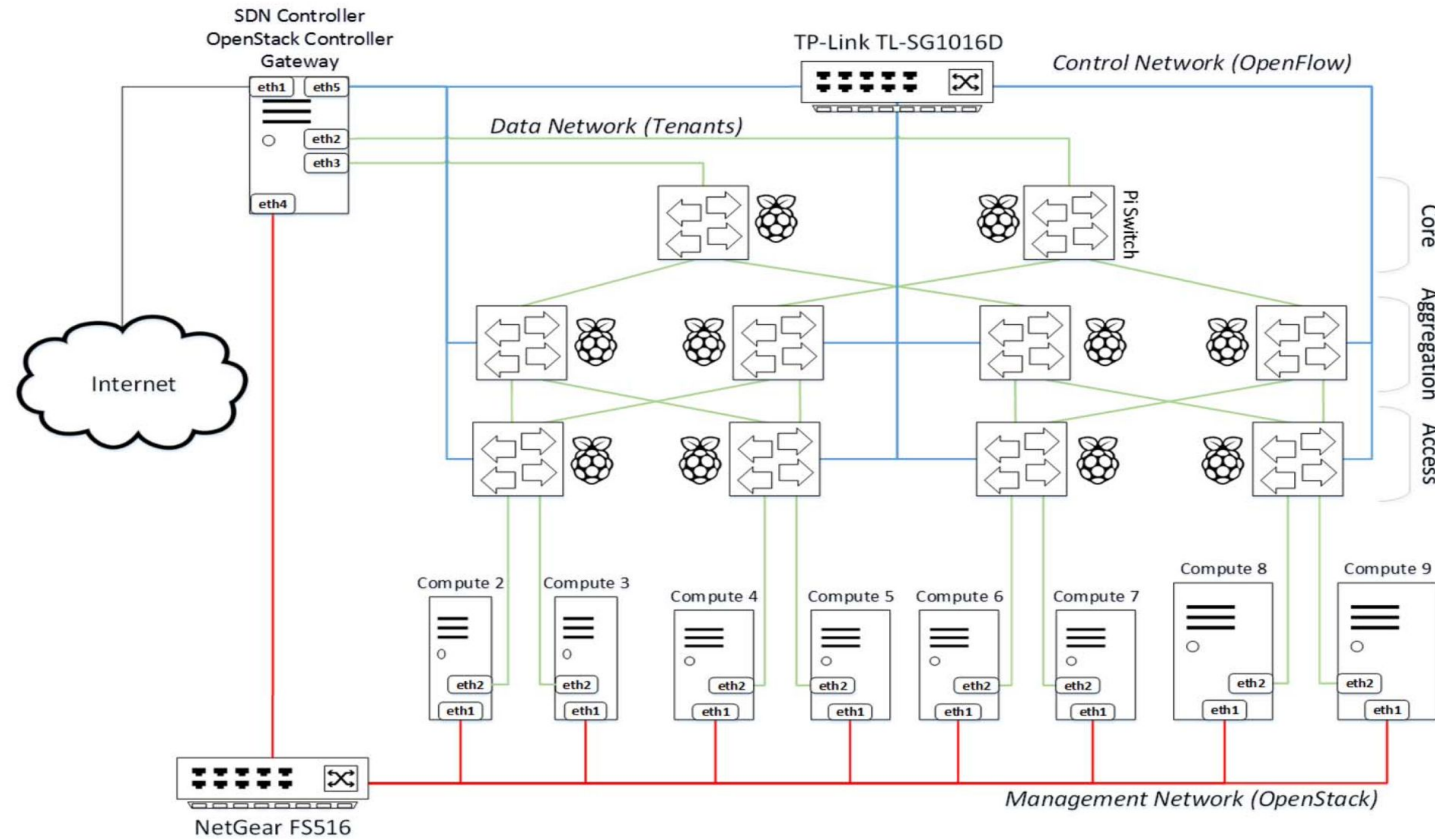 SDN Controller
OpenStack Controller
Gateway
TP-Link TL-SG1016D
Control Network (OpenFlow)
eth1
eth5
Data Network (Tenants)
eth2
eth3
eth4
Pi Switch
Core
Aggregation
Access
Internet
Compute 2
Compute 3
Compute 4
Compute 5
Compute 6
Compute 7
Compute 8
Compute 9
eth2
eth2
eth2
eth2
eth2
eth2
eth2
eth2
eth1
eth1
eth1
eth1
eth1
eth1
eth1
eth1
Management Network (OpenStack)
NetGear FS516